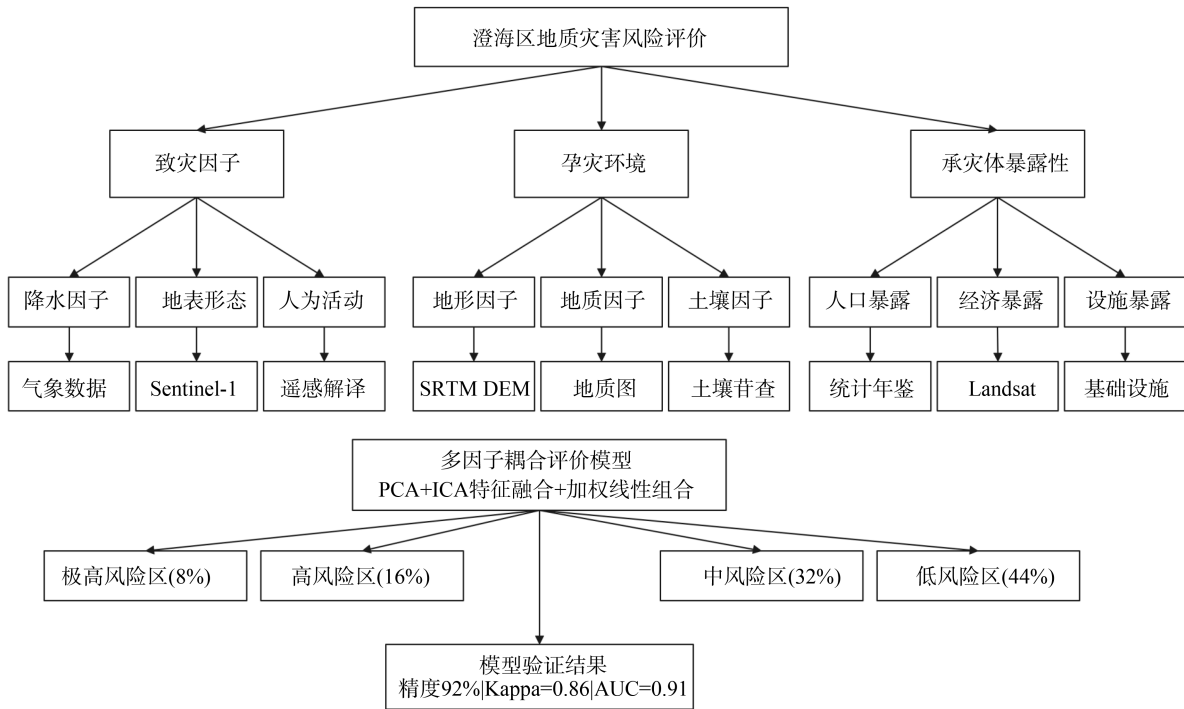 澄海区地质灾害风险评价
致灾因子
孕灾环境
承灾体暴露性
降水因子
地表形态
人为活动
地形因子
地质因子
土壤因子
人口暴露
经济暴露
设施暴露
气象数据
Sentinel-1
遥感解译
SRTM DEM
地质图
土壤苷查
统计年鉴
Landsat
基础设施
多因子耦合评价模型
PCA+ICA特征融合+加权线性组合
极高风险区(8%)
高风险区(16%)
中风险区(32%)
低风险区(44%)
模型验证结果
精度92%|Kappa=0.86|AUC=0.91